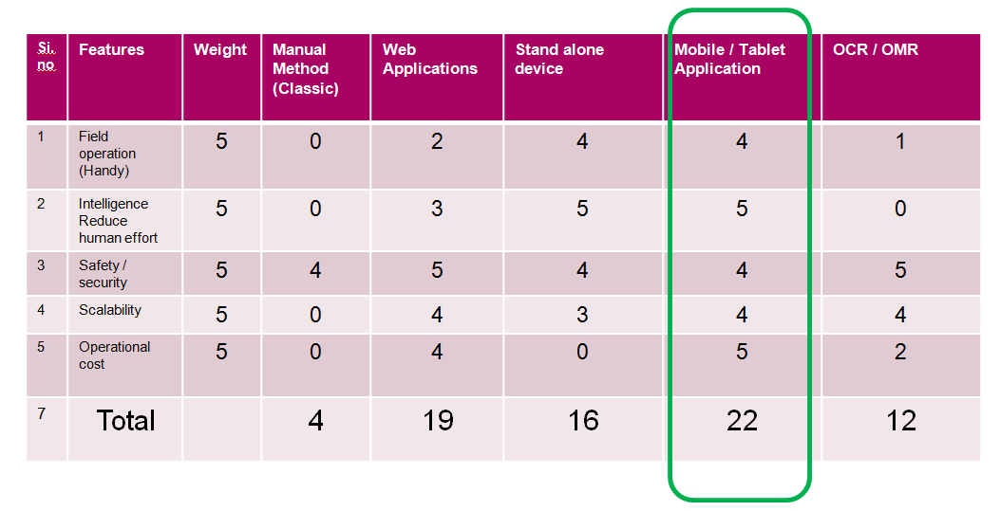 Si. no Features Weight Manual Method (Classic) Web Applications Stand alone device Mobile / Tablet Application OCR / OMR
1 Field operation (Handy) 5 0 2 4 4 1
2 Intelligence Reduce human effort 5 0 3 5 5 0
3 Safety / security 5 4 5 4 4 5
4 Scalability 5 0 4 3 4 4
5 Operational cost 5 0 4 0 5 2
7 Total 4 19 16 22 12